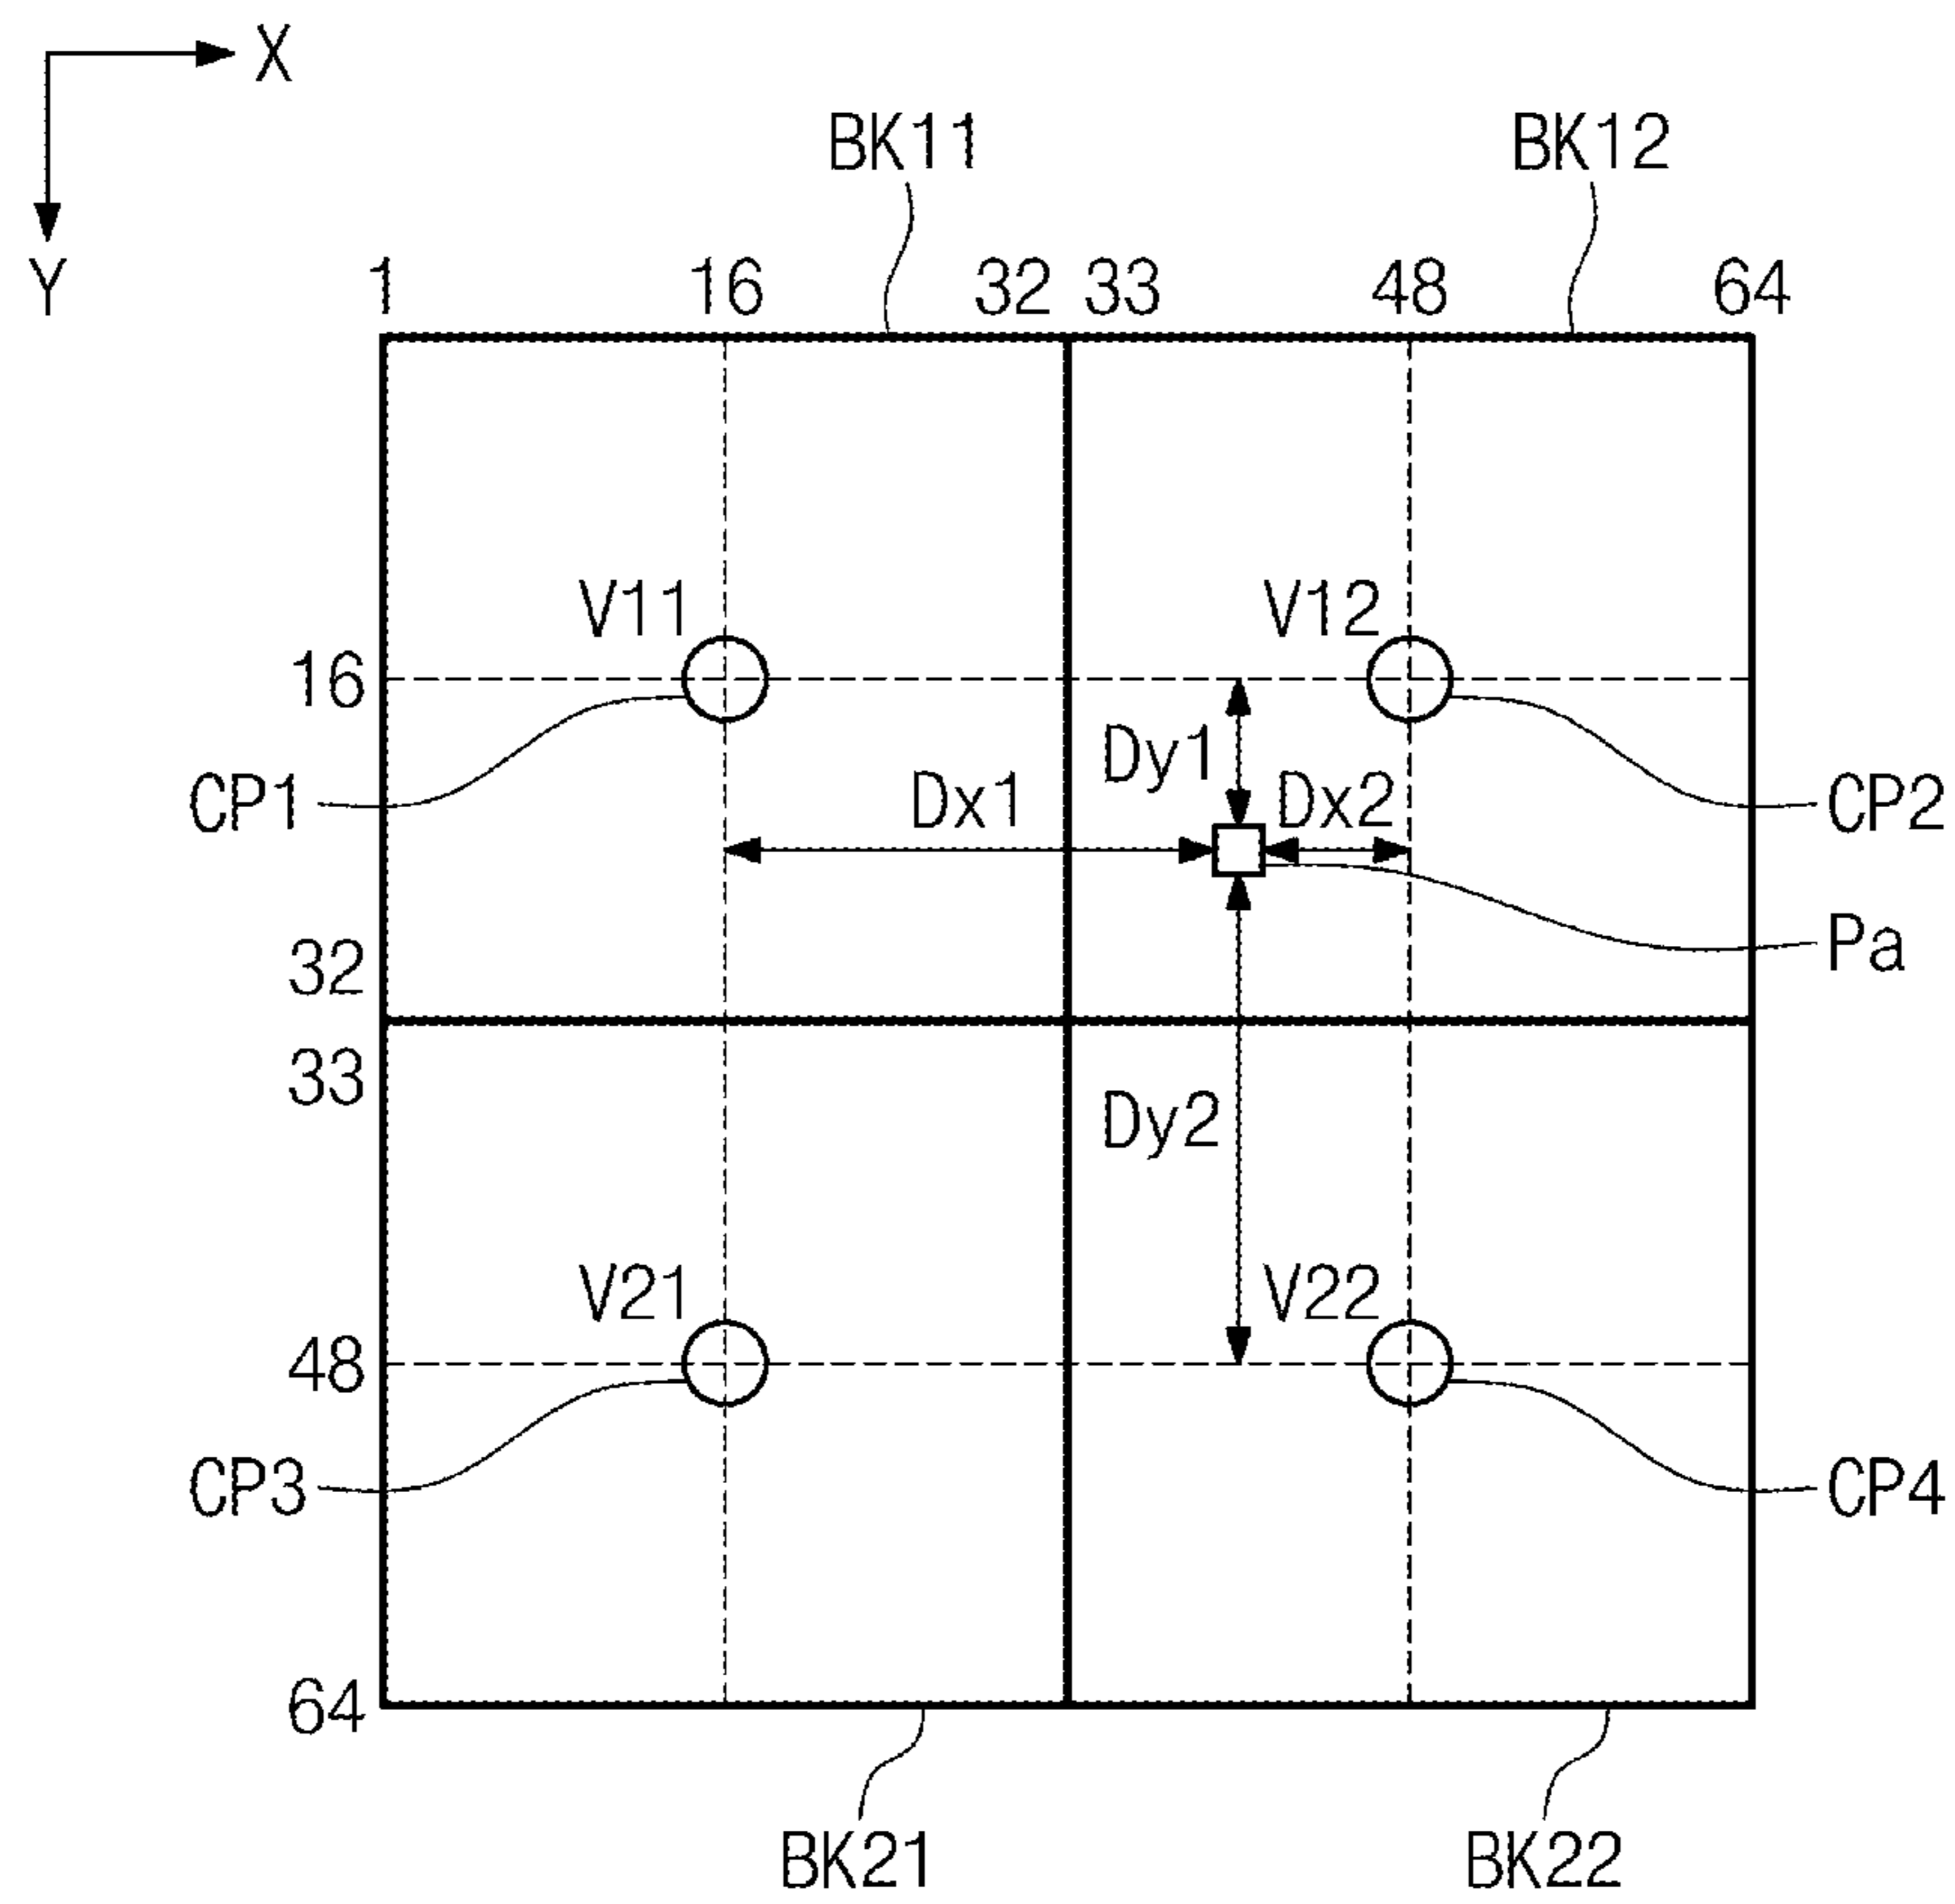 X
Y
BK11 BK12
1 16 32 33 48 64
V11 V12
16
Dy1
CP1 Dx1 Dx2 CP2
32 Pa
33
Dy2
V21 V22
48
CP3 CP4
64
BK21 BK22